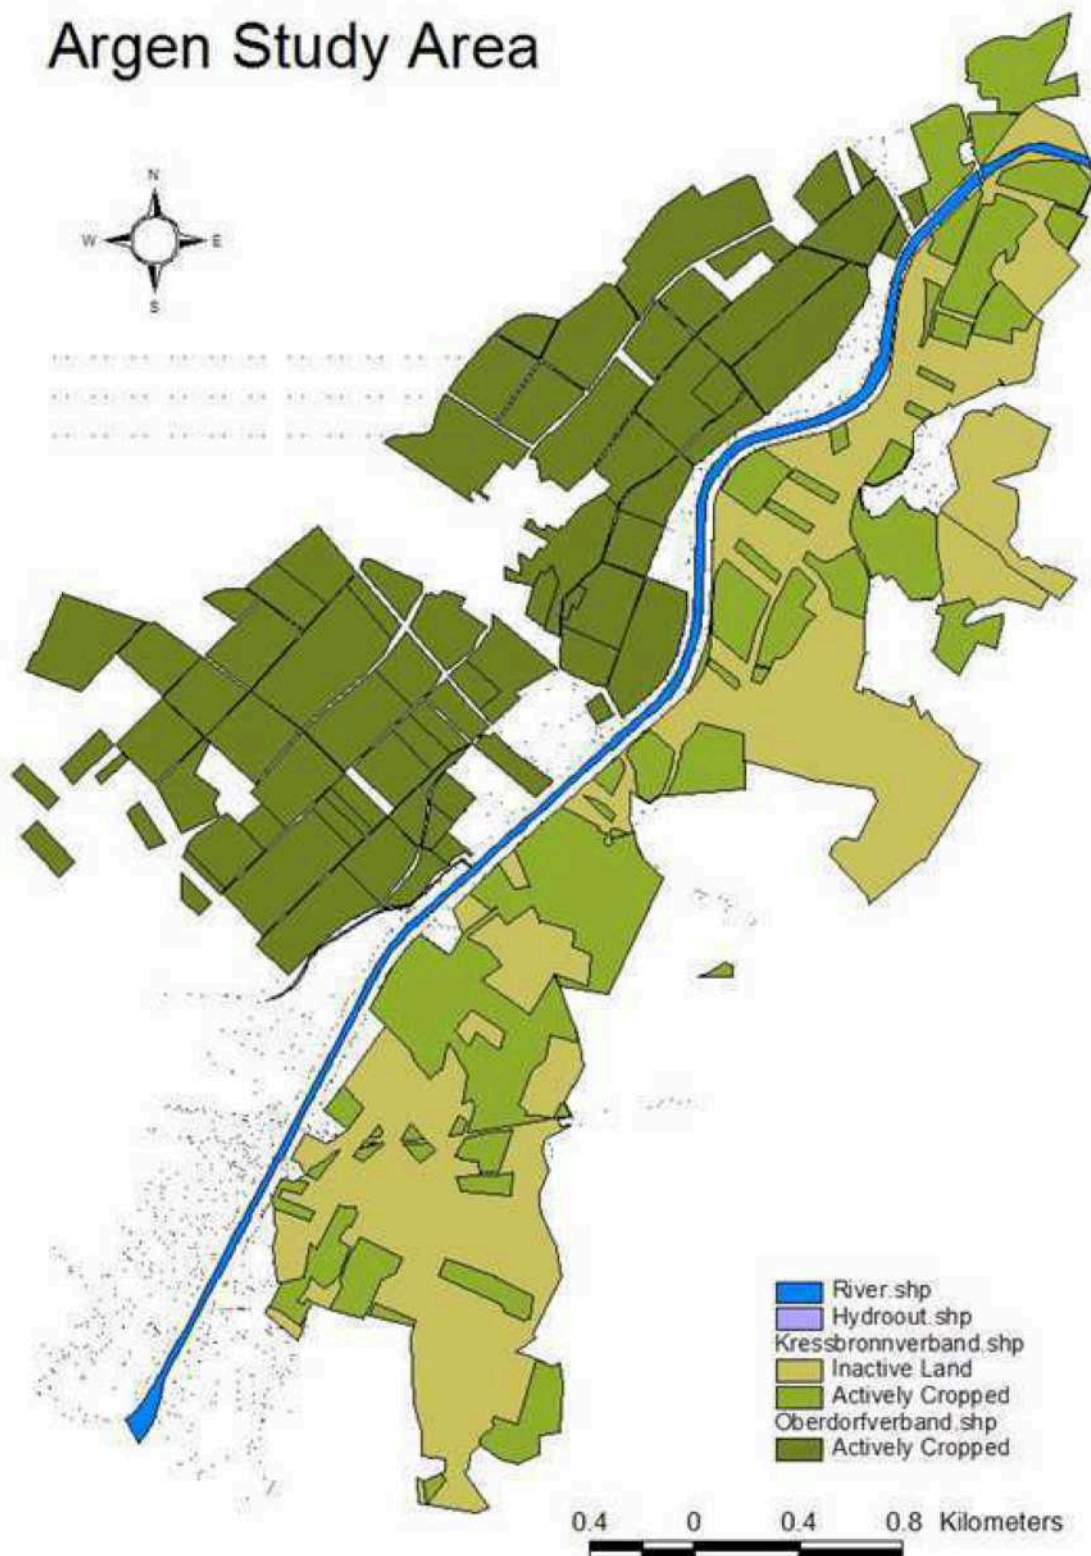 Argen Study Area
N
W E
S
River.shp
Hydroout.shp
Kressbronnverband.shp
Inactive Land
Actively Cropped
Oberdorfverband.shp
Actively Cropped
0.4 0 0.4 0.8 Kilometers